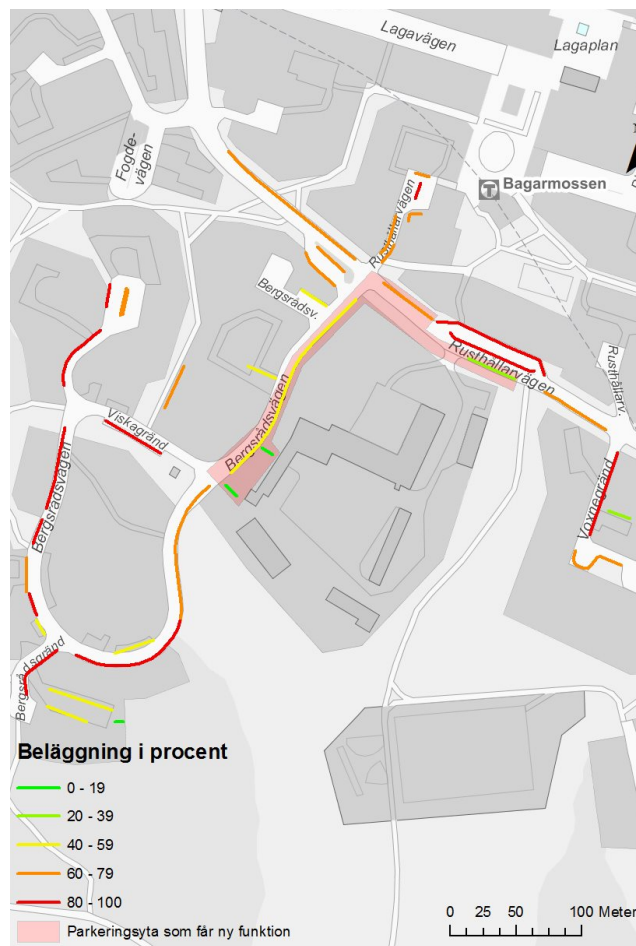 Lagavägen
Lagaplan
Fogde-
vägen
Bagarmossen
T
Rusthållarvägen
Bergsrådsv.
Rusthållarvägen
Rusthållarv.
Bergsrådsvägen
Viskagränd
Bergsrådsvägen
Voxnegränd
Bergsrådsgränd
Beläggning i procent
0 - 19
20 - 39
40 - 59
60 - 79
80 - 100
Parkeringsyta som får ny funktion
0 25 50 100 Meter